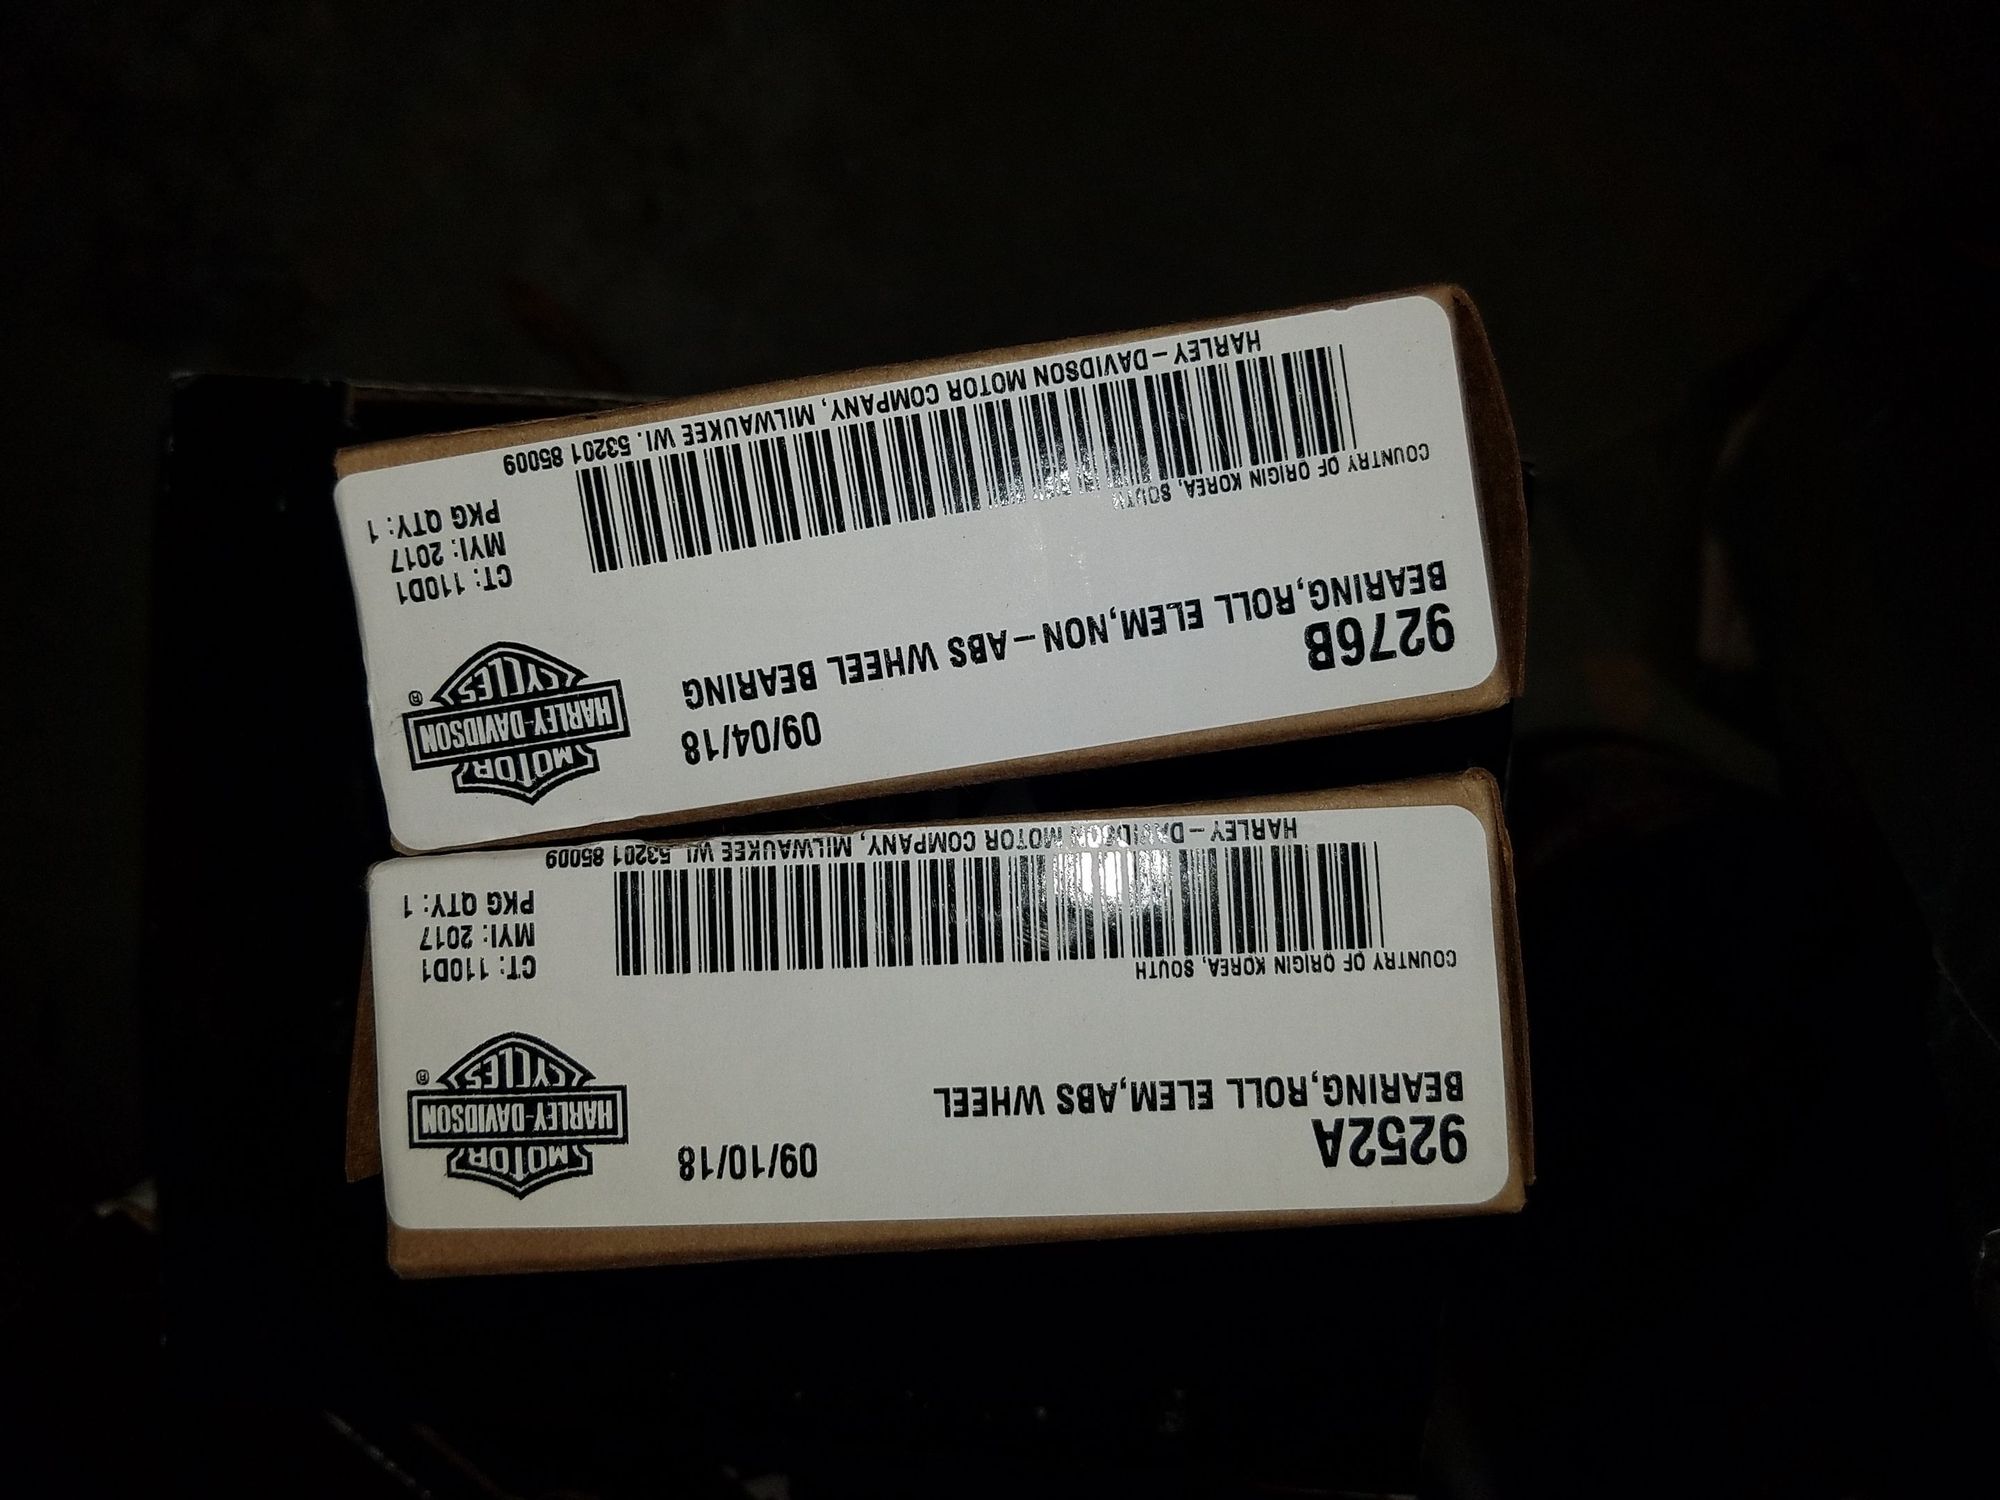 9252A
09/10/18
BEARING,ROLL ELEM,ABS WHEEL
MOTOR
HARLEY-DAVIDSON
CYCLES
®
COUNTRY OF ORIGIN KOREA, SOUTH
CT: 110D1
MYI: 2017
PKG QTY: 1
HARLEY-DAVIDSON MOTOR COMPANY, MILWAUKEE WI. 53201 85009
9276B
09/04/18
BEARING,ROLL ELEM,NON-ABS WHEEL BEARING
MOTOR
HARLEY-DAVIDSON
CYCLES
®
COUNTRY OF ORIGIN KOREA, SOUTH
CT: 110D1
MYI: 2017
PKG QTY: 1
HARLEY-DAVIDSON MOTOR COMPANY, MILWAUKEE WI. 53201 85009